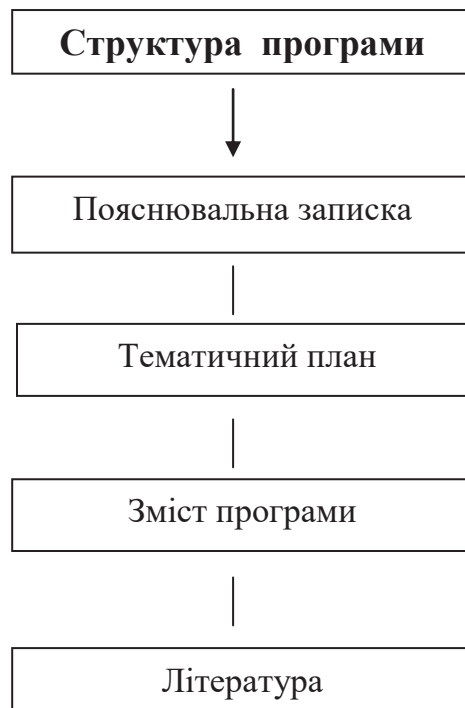 Структура програми
Пояснювальна записка
Тематичний план
Зміст програми
Література